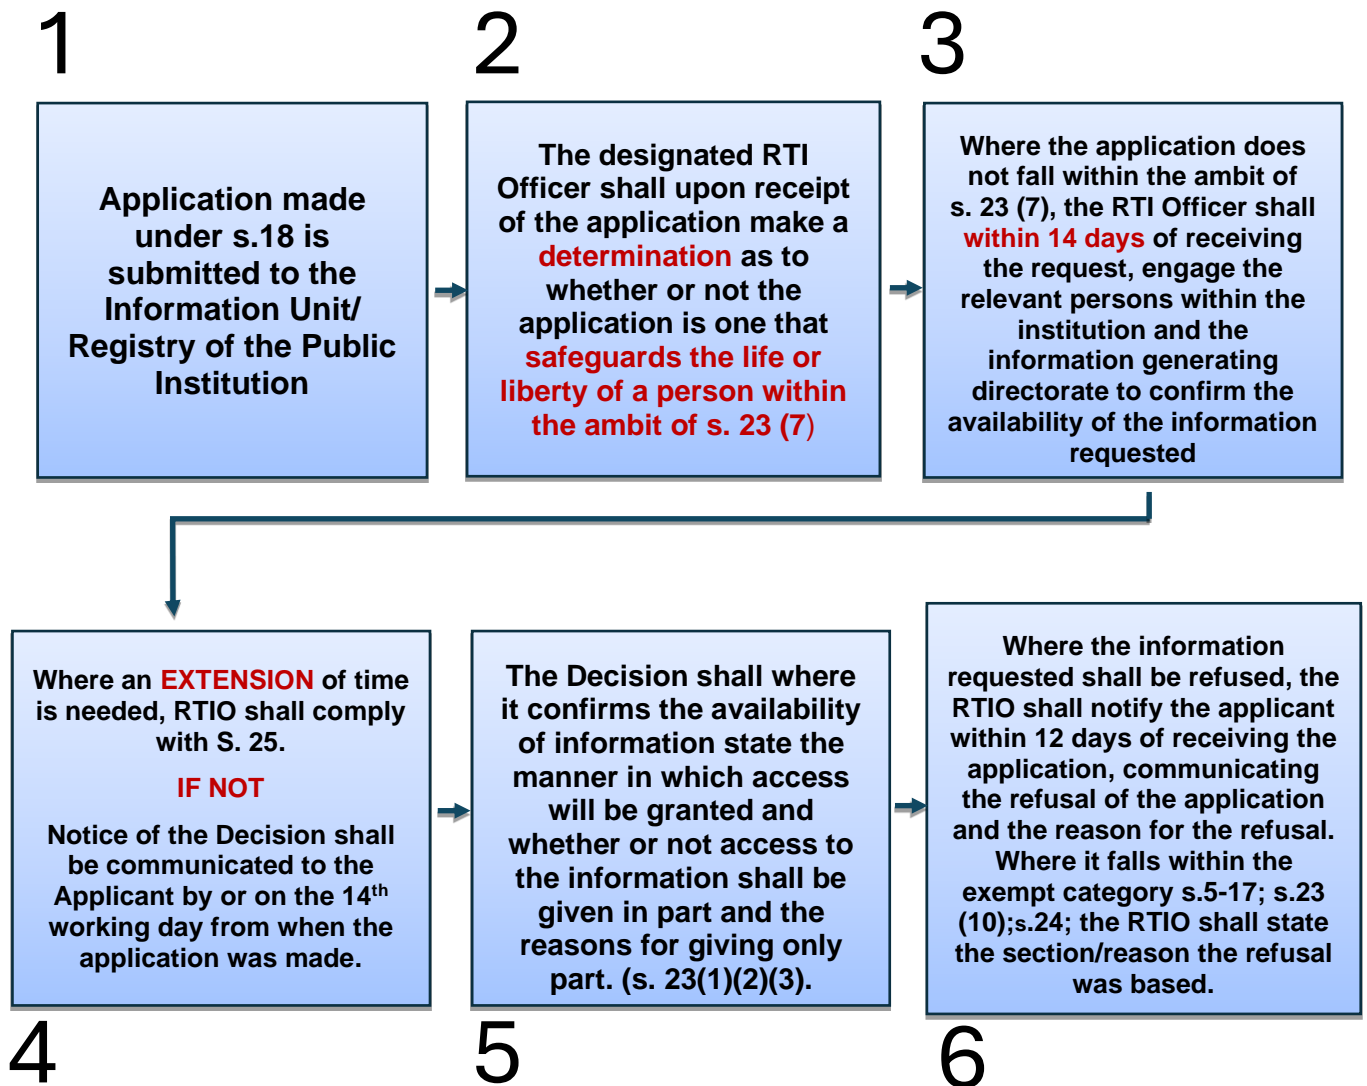 1
2
3
Application made
under s.18 is
submitted to the
Information Unit/
Registry of the Public
Institution
The designated RTI
Officer shall upon receipt
of the application make a
determination as to
whether or not the
application is one that
safeguards the life or
liberty of a person within
the ambit of s. 23 (7)
Where the application does
not fall within the ambit of
s. 23 (7), the RTI Officer shall
within 14 days of receiving
the request, engage the
relevant persons within the
institution and the
information generating
directorate to confirm the
availability of the information
requested
Where an EXTENSION of time
is needed, RTIO shall comply
with S. 25.
IF NOT
Notice of the Decision shall
be communicated to the
Applicant by or on the 14th
working day from when the
application was made.
The Decision shall where
it confirms the availability
of information state the
manner in which access
will be granted and
whether or not access to
the information shall be
given in part and the
reasons for giving only
part. (s. 23(1)(2)(3).
Where the information
requested shall be refused, the
RTIO shall notify the applicant
within 12 days of receiving the
application, communicating
the refusal of the application
and the reason for the refusal.
Where it falls within the
exempt category s.5-17; s.23
(10);s.24; the RTIO shall state
the section/reason the refusal
was based.
4
5
6